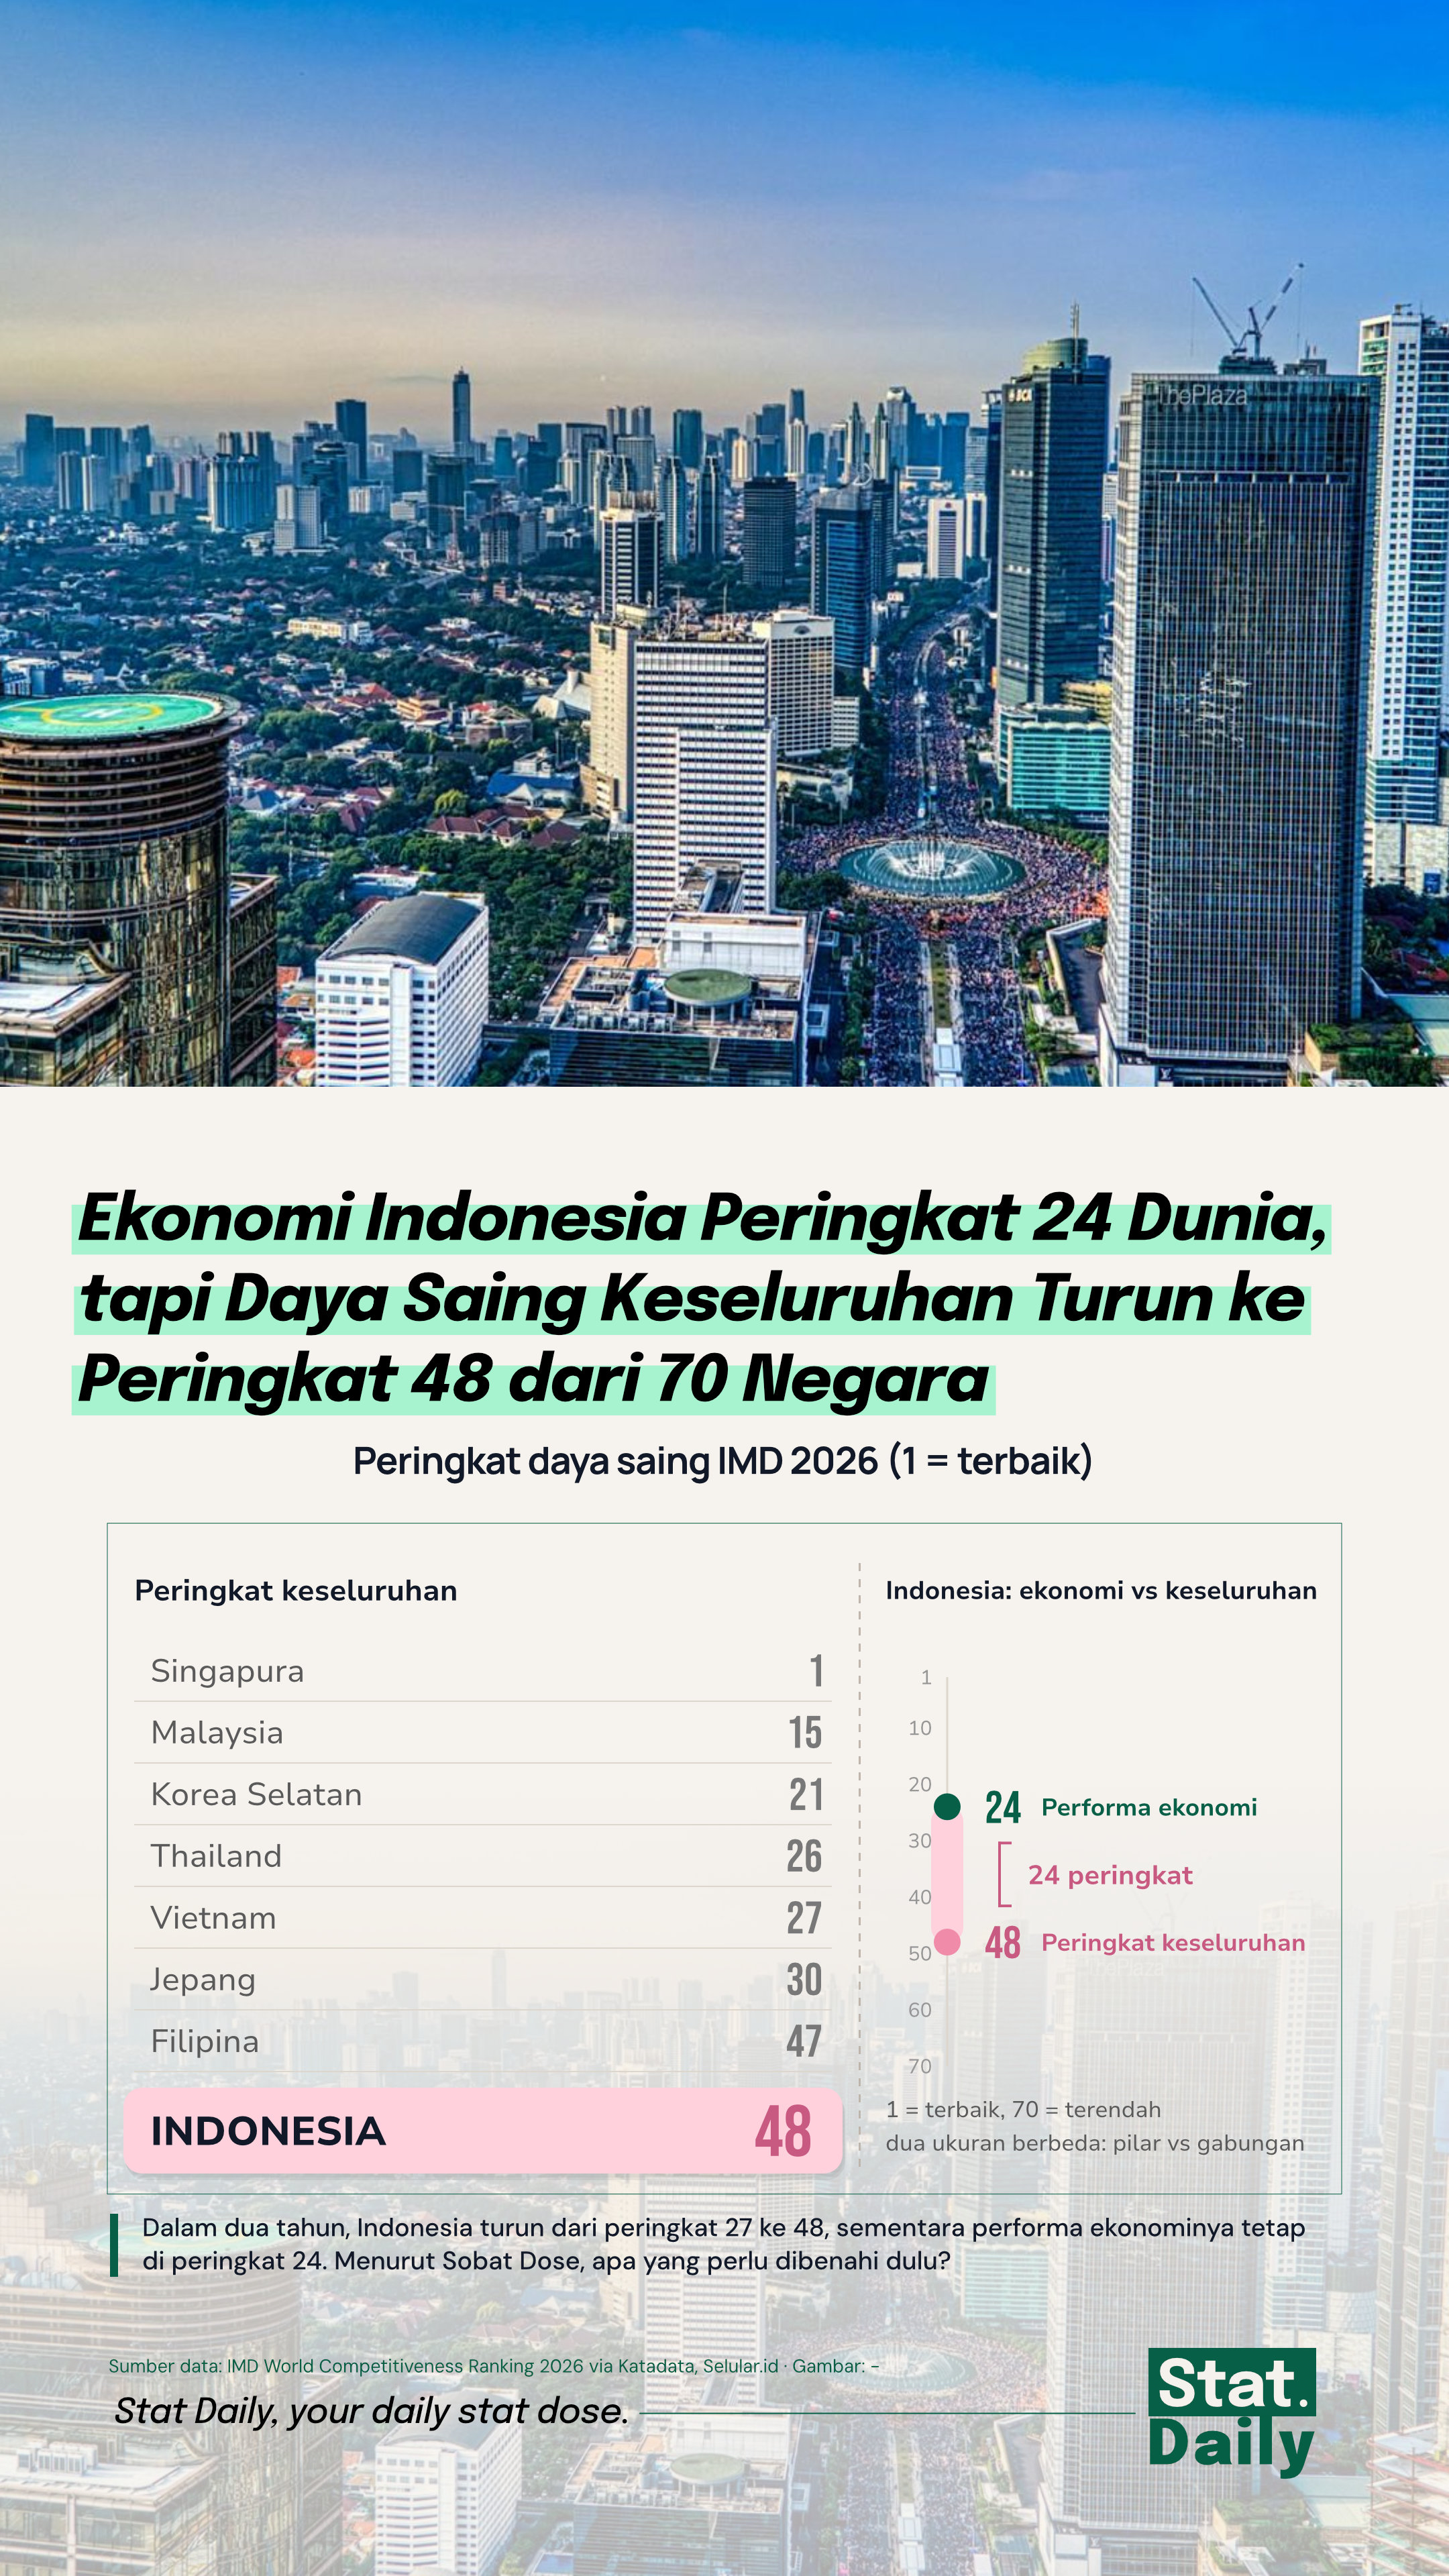 BCA
ThePlaza
Ekonomi Indonesia Peringkat 24 Dunia,
tapi Daya Saing Keseluruhan Turun ke
Peringkat 48 dari 70 Negara
Peringkat daya saing IMD 2026 (1 = terbaik)
Peringkat keseluruhan
Singapura 1
Malaysia 15
Korea Selatan 21
Thailand 26
Vietnam 27
Jepang 30
Filipina 47
INDONESIA 48
Indonesia: ekonomi vs keseluruhan
1
10
20
24 Performa ekonomi
30
24 peringkat
40
48 Peringkat keseluruhan
50
60
70
1 = terbaik, 70 = terendah
dua ukuran berbeda: pilar vs gabungan
Dalam dua tahun, Indonesia turun dari peringkat 27 ke 48, sementara performa ekonominya tetap
di peringkat 24. Menurut Sobat Dose, apa yang perlu dibenahi dulu?
Sumber data: IMD World Competitiveness Ranking 2026 via Katadata, Selular.id · Gambar: -
Stat Daily, your daily stat dose.
Stat.
Daily